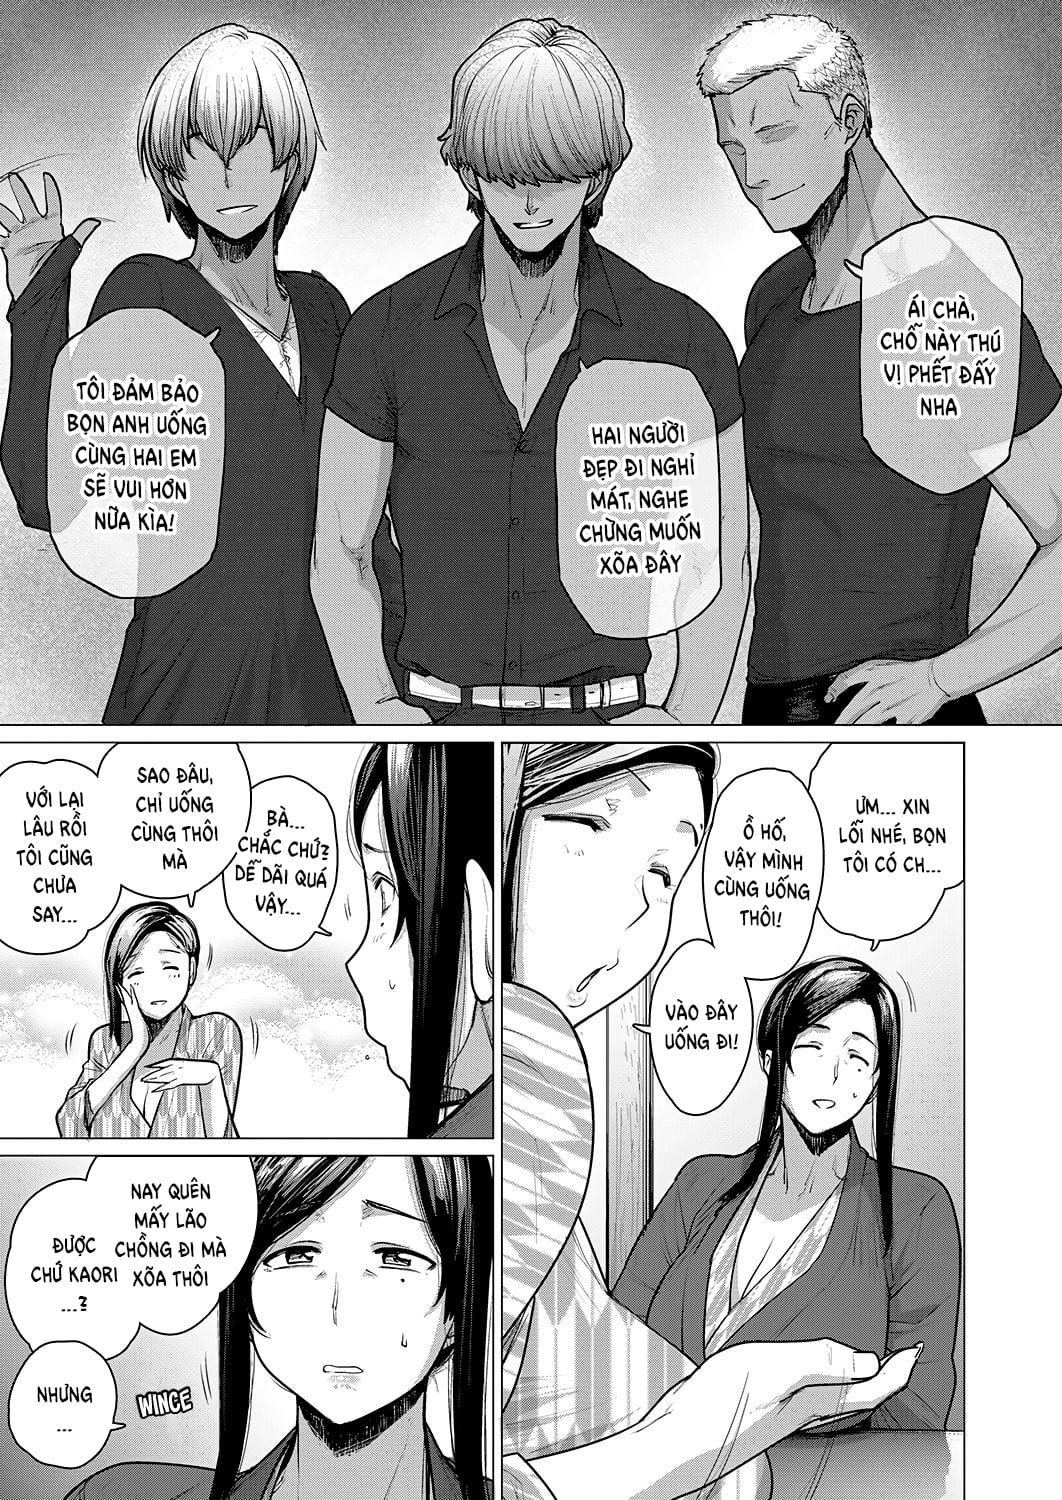 ÁI CHÀ,
CHỖ NÀY THÚ
VỊ PHẾT ĐẤY
NHA
HAI NGƯỜI
ĐẸP ĐI NGHỈ
MÁT, NGHE
CHỪNG MUỐN
XÕA ĐÂY
TÔI ĐẢM BẢO
BỌN ANH UỐNG
CÙNG HAI EM
SẼ VUI HƠN
NỮA KÌA!
ƯM... XIN
LỖI NHÉ, BỌN
TÔI CÓ CH...
Ồ HỐ,
VẬY MÌNH
CÙNG UỐNG
THÔI!
VÀO ĐÂY
UỐNG ĐI!
BÀ...
CHẮC CHỨ?
DỄ DÃI QUÁ
VẬY...
SAO ĐÂU,
CHỈ UỐNG
CÙNG THÔI
MÀ
VỚI LẠI
LÂU RỒI
TÔI CŨNG
CHƯA
SAY...
NAY QUÊN
MẤY LÃO
CHỒNG ĐI MÀ
XÕA THÔI
ĐƯỢC
CHỨ KAORI
...?
NHƯNG
...
WINCE